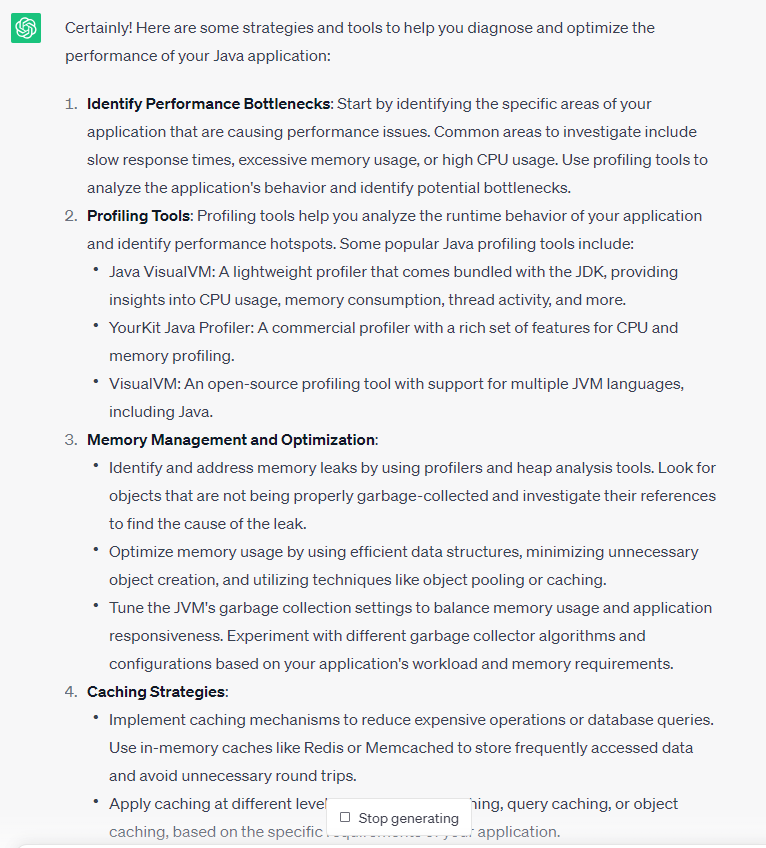 Certainly! Here are some strategies and tools to help you diagnose and optimize the
performance of your Java application:
1. Identify Performance Bottlenecks: Start by identifying the specific areas of your
application that are causing performance issues. Common areas to investigate include
slow response times, excessive memory usage, or high CPU usage. Use profiling tools to
analyze the application's behavior and identify potential bottlenecks.
2. Profiling Tools: Profiling tools help you analyze the runtime behavior of your application
and identify performance hotspots. Some popular Java profiling tools include:
• Java VisualVM: A lightweight profiler that comes bundled with the JDK, providing
insights into CPU usage, memory consumption, thread activity, and more.
• YourKit Java Profiler: A commercial profiler with a rich set of features for CPU and
memory profiling.
• VisualVM: An open-source profiling tool with support for multiple JVM languages,
including Java.
3. Memory Management and Optimization:
• Identify and address memory leaks by using profilers and heap analysis tools. Look for
objects that are not being properly garbage-collected and investigate their references
to find the cause of the leak.
• Optimize memory usage by using efficient data structures, minimizing unnecessary
object creation, and utilizing techniques like object pooling or caching.
• Tune the JVM's garbage collection settings to balance memory usage and application
responsiveness. Experiment with different garbage collector algorithms and
configurations based on your application's workload and memory requirements.
4. Caching Strategies:
• Implement caching mechanisms to reduce expensive operations or database queries.
Use in-memory caches like Redis or Memcached to store frequently accessed data
and avoid unnecessary round trips.
• Apply caching at different query caching, or object
Stop generating
caching, based on the specific application.